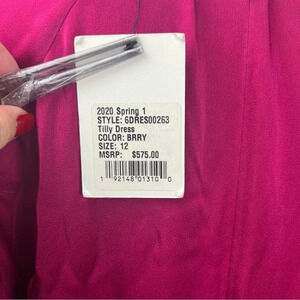 2020 Spring 1
STYLE: 6DRES00263
Tilly Dress
COLOR: BRRY
SIZE: 12
MSRP: $575.00
1 92148 01310 0